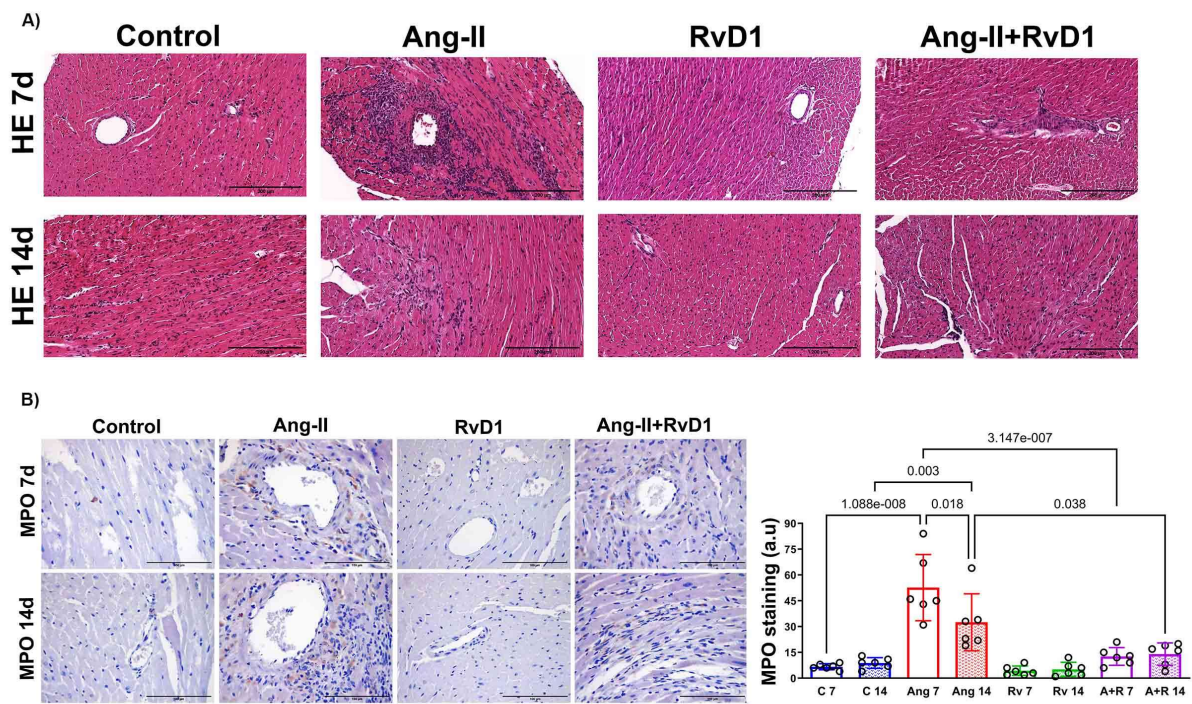 A)
Control Ang-II RvD1 Ang-II+RvD1
HE 7d
HE 14d
B)
Control Ang-II RvD1 Ang-II+RvD1
MPO 7d
MPO 14d
3.147e-007
0.003
1.088e-008 0.018 0.038
MPO staining (a.u)
90
75
60
45
30
15
0
C 7 C 14 Ang 7 Ang 14 Rv 7 Rv 14 A+R 7 A+R 14